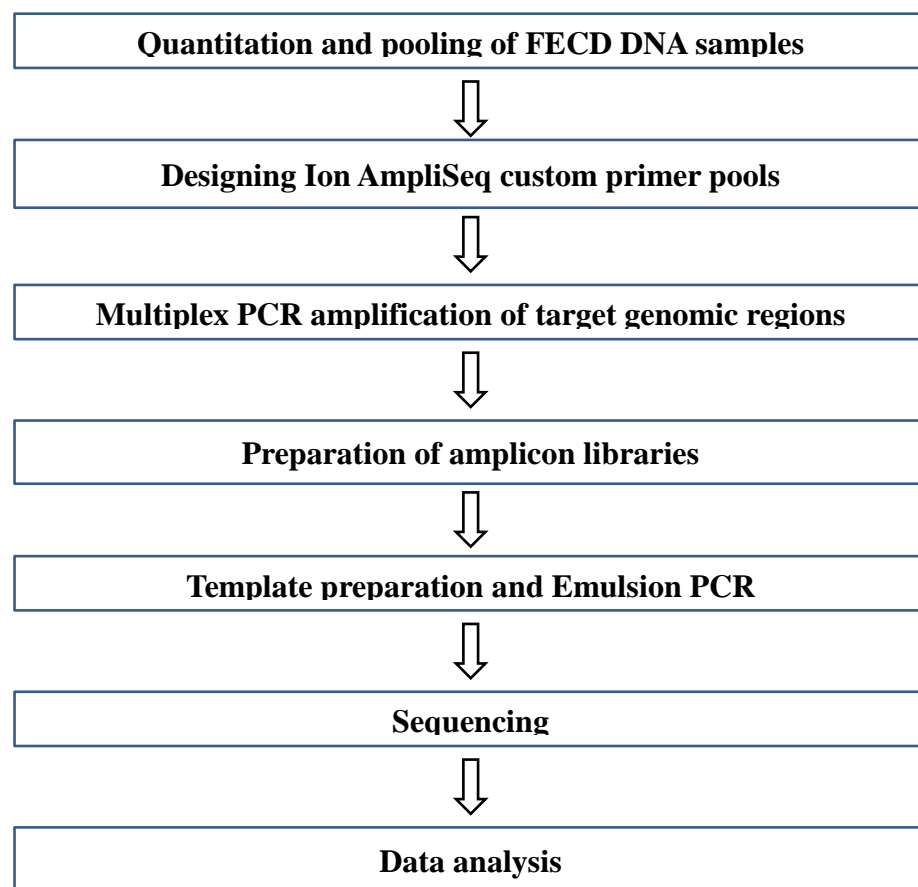 Quantitation and pooling of FECD DNA samples
Designing Ion AmpliSeq custom primer pools
Multiplex PCR amplification of target genomic regions
Preparation of amplicon libraries
Template preparation and Emulsion PCR
Sequencing
Data analysis